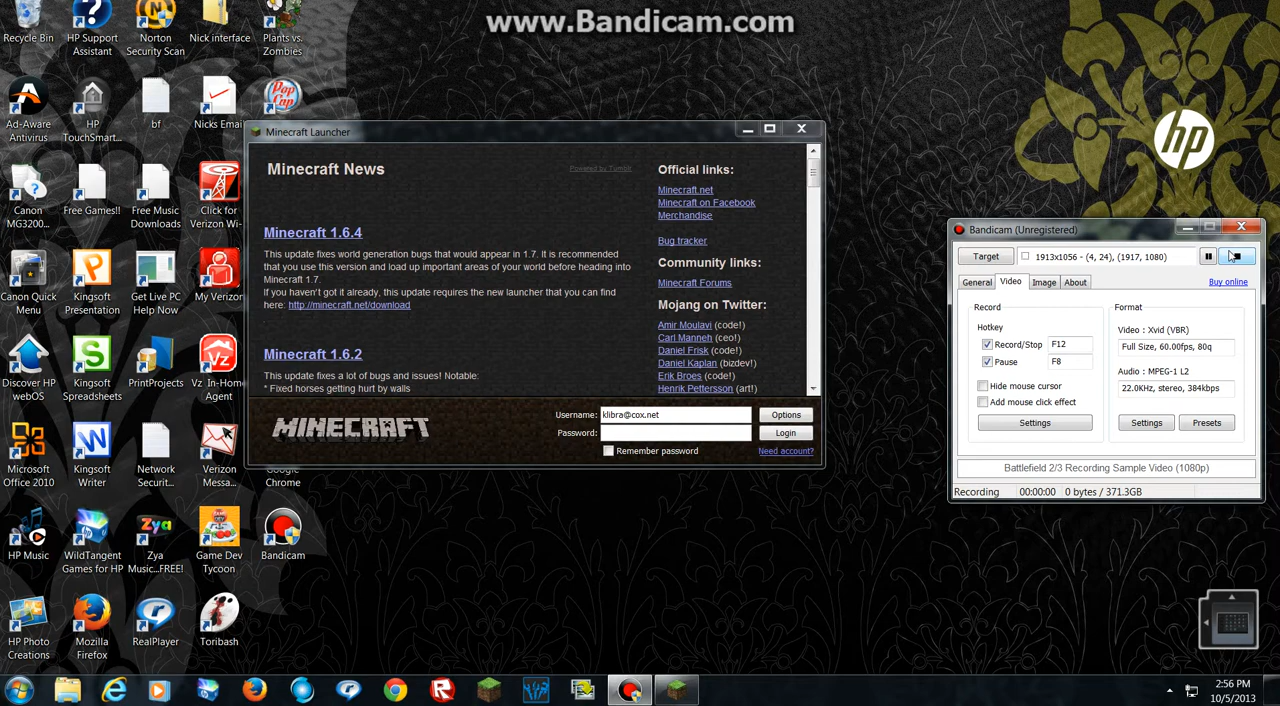 www.Bandicam.com
Recycle Bin
HP Support
Assistant
Norton
Security Scan
Nick interface
Plants vs.
Zombies
Ad-Aware
Antivirus
HP
TouchSmart...
bf
Nicks Email
Pop
Cap
Canon
MG3200...
Free Games!!
Free Music
Downloads
Click for
Verizon Wi-
Canon Quick
Menu
Kingsoft
Presentation
Get Live PC
Help Now
My Verizon
Discover HP
webOS
Kingsoft
Spreadsheets
PrintProjects
Vz In-Home
Agent
Microsoft
Office 2010
Kingsoft
Writer
Network
Securit...
Verizon
Messa...
Google
Chrome
HP Music
WildTangent
Games for HP
Zya
Music...FREE!
Game Dev
Tycoon
Bandicam
HP Photo
Creations
Mozilla
Firefox
RealPlayer
Toribash
Minecraft Launcher
Minecraft News
Powered by Tumblr
Minecraft 1.6.4
This update fixes world generation bugs that would appear in 1.7. It is recommended
that you use this version and load up important areas of your world before heading into
Minecraft 1.7.
If you haven't got it already, this update requires the new launcher that you can find
here: http://minecraft.net/download
Minecraft 1.6.2
This update fixes a lot of bugs and issues! Notable:
* Fixed horses getting hurt by walls
Official links:
Minecraft.net
Minecraft on Facebook
Merchandise
Bug tracker
Community links:
Minecraft Forums
Mojang on Twitter:
Amir Moulavi (code!)
Carl Manneh (ceo!)
Daniel Frisk (code!)
Daniel Kaplan (bizdev!)
Erik Broes (code!)
Henrik Pettersson (art!)
MINECRAFT
Username: klibra@cox.net
Options
Password:
Login
Remember password
Need account?
hp
Bandicam (Unregistered)
Target
1913x1056 - (4, 24), (1917, 1080)
General
Video
Image
About
Buy online
Record
Hotkey
Record/Stop F12
Pause F8
Hide mouse cursor
Add mouse click effect
Settings
Format
Video : Xvid (VBR)
Full Size, 60.00fps, 80q
Audio : MPEG-1 L2
22.0KHz, stereo, 384kbps
Settings
Presets
Battlefield 2/3 Recording Sample Video (1080p)
Recording
00:00:00
0 bytes / 371.3GB
2:56 PM
10/5/2013